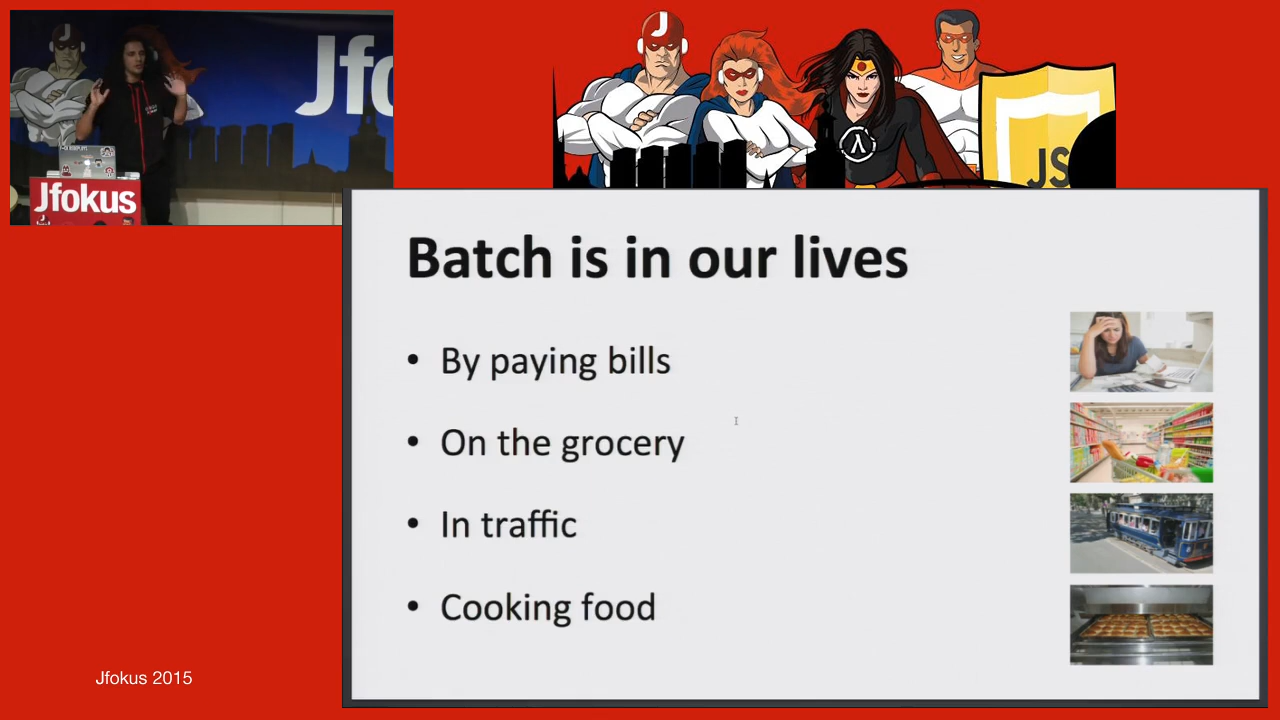 Jfo
Jfokus
J
JS
Batch is in our lives
• By paying bills
• On the grocery
• In traffic
• Cooking food
Jfokus 2015